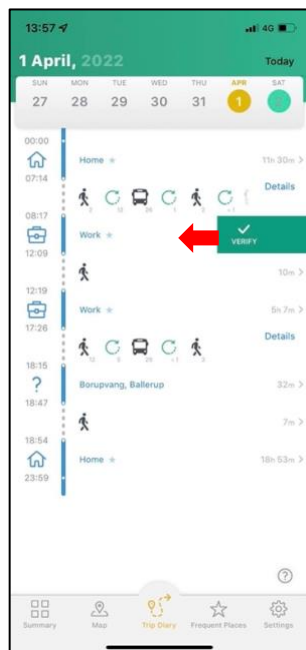 13:57 4G
1 April, 2022 Today
SUN MON TUE WED THU APR SAT
27 28 29 30 31 1
00:00
Home 11h 30m >
07:14
Details
08:17
Work VERIFY
12:09
10m >
12:19
Work 5h 7m >
17:26
Details
18:15
? Borupvang, Ballerup 32m >
18:47
7m >
18:54
Home 18h 53m >
23:59
?
Summary Map Trip Diary Frequent Places Settings